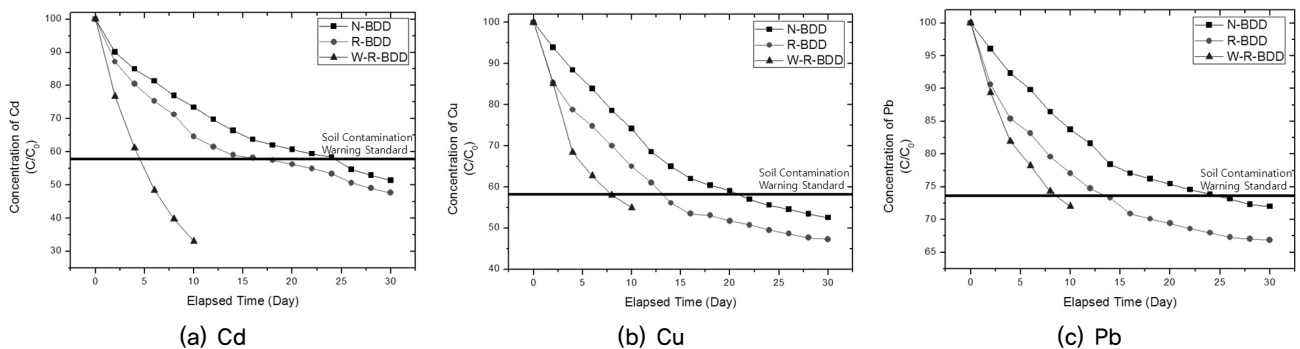 100
90
80
70
60
50
40
30
Concentration of Cd
(C/C0)
N-BDD
R-BDD
W-R-BDD
Soil Contamination
Warning Standard
0 5 10 15 20 25 30
Elapsed Time (Day)
(a) Cd
100
90
80
70
60
50
40
Concentration of Cu
(C/C0)
N-BDD
R-BDD
W-R-BDD
Soil Contamination
Warning Standard
0 5 10 15 20 25 30
Elapsed Time (Day)
(b) Cu
100
95
90
85
80
75
70
65
Concentration of Pb
(C/C0)
N-BDD
R-BDD
W-R-BDD
Soil Contamination
Warning Standard
0 5 10 15 20 25 30
Elapsed Time (Day)
(c) Pb